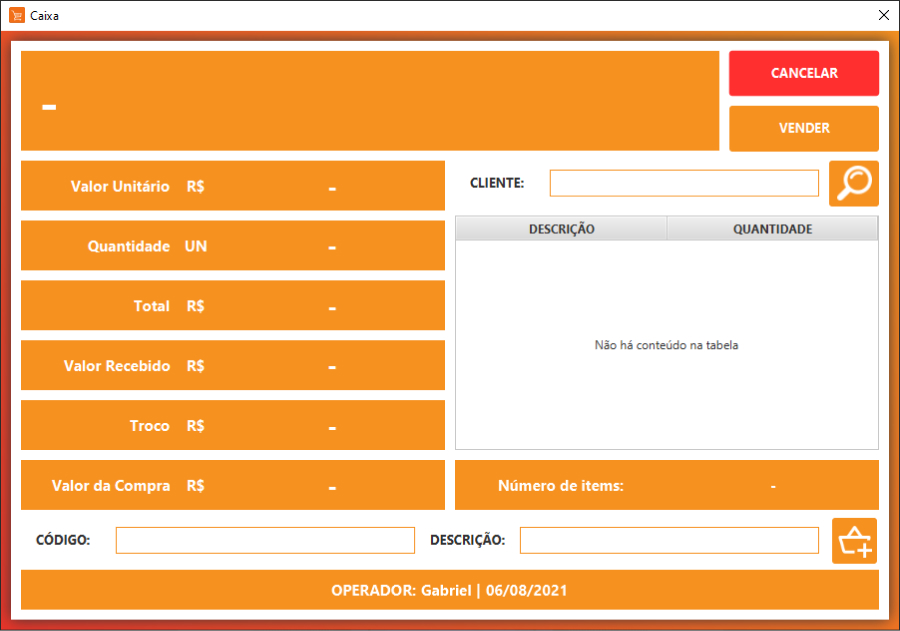 Caixa
-
CANCELAR
VENDER
Valor Unitário R$ -
Quantidade UN -
Total R$ -
Valor Recebido R$ -
Troco R$ -
Valor da Compra R$ -
CLIENTE:
DESCRIÇÃO QUANTIDADE
Não há conteúdo na tabela
Número de items: -
CÓDIGO: DESCRIÇÃO:
OPERADOR: Gabriel | 06/08/2021